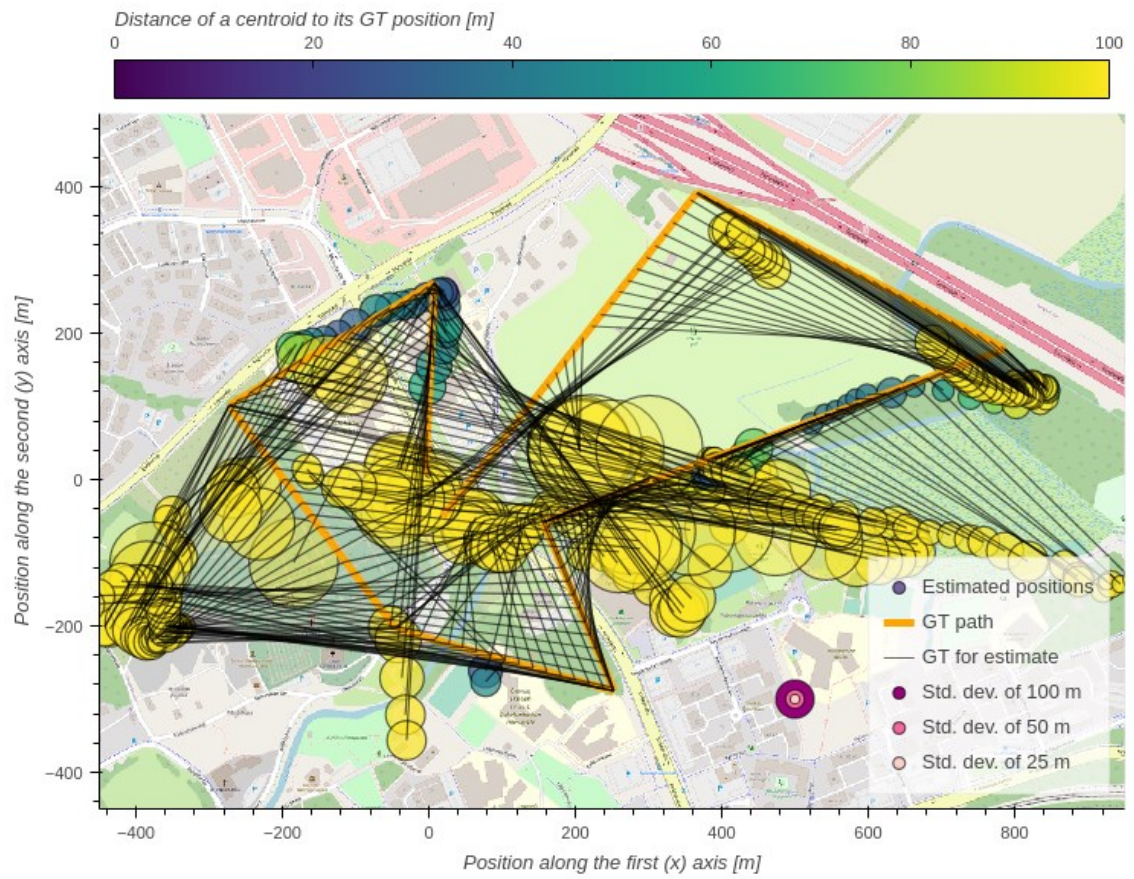 Distance of a centroid to its GT position [m]
0 20 40 60 80 100
Position along the second (y) axis [m]
400
200
0
−200
−400
Estimated positions
GT path
GT for estimate
Std. dev. of 100 m
Std. dev. of 50 m
Std. dev. of 25 m
−400 −200 0 200 400 600 800
Position along the first (x) axis [m]